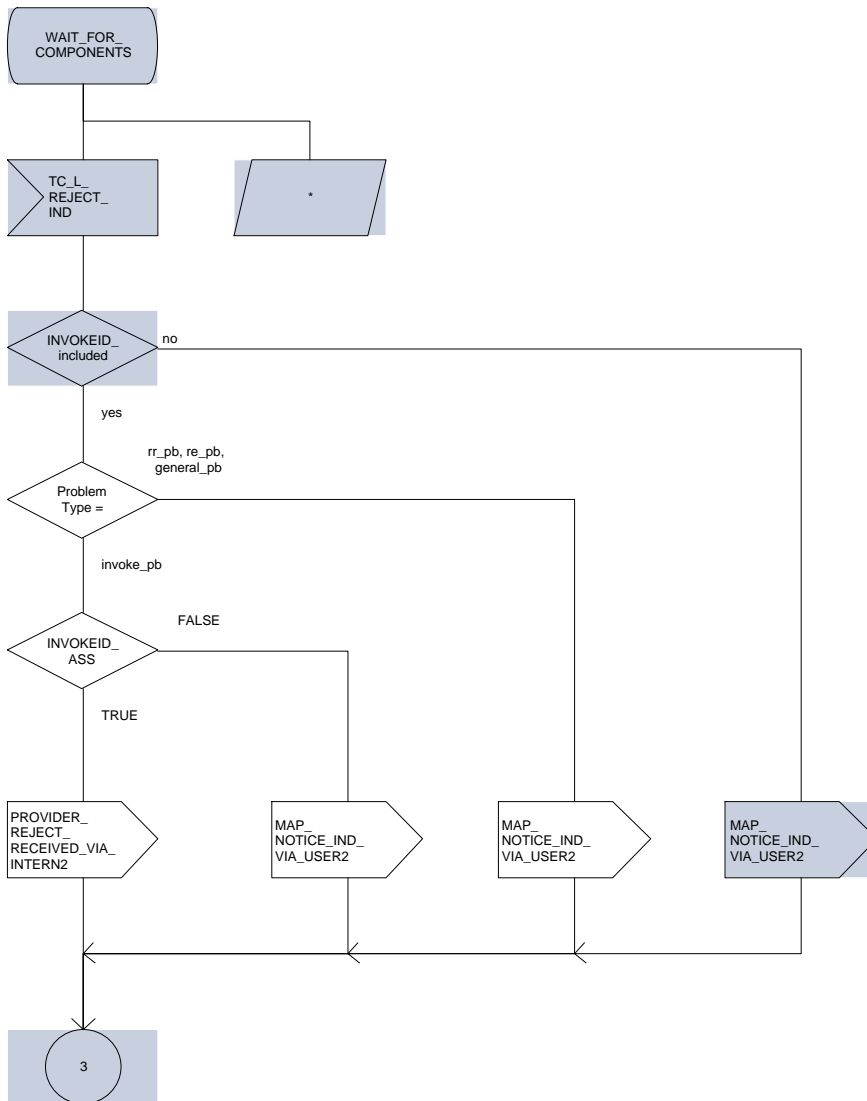 WAIT_FOR_
COMPONENTS
TC_L_
REJECT_
IND
*
INVOKEID_
included
no
yes
rr_pb, re_pb,
general_pb
Problem
Type =
invoke_pb
FALSE
INVOKEID_
ASS
TRUE
PROVIDER_
REJECT_
RECEIVED_VIA_
INTERN2
MAP_
NOTICE_IND_
VIA_USER2
MAP_
NOTICE_IND_
VIA_USER2
MAP_
NOTICE_IND_
VIA_USER2
3